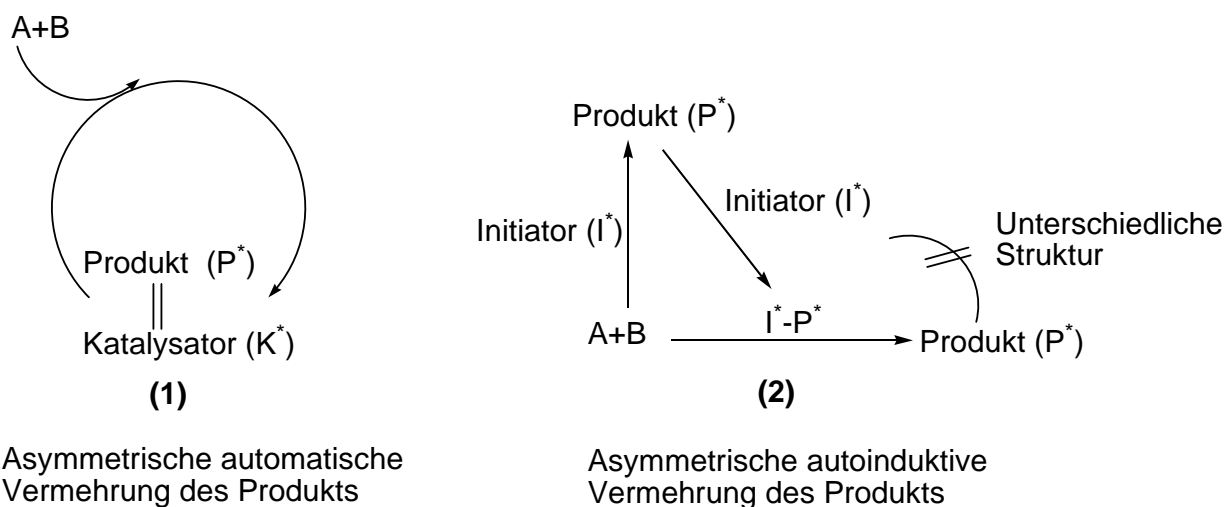 A+B
Produkt (P*)
Katalysator (K*)
(1)
Asymmetrische automatische
Vermehrung des Produkts
Produkt (P*)
Initiator (I*)
Initiator (I*)
Unterschiedliche
Struktur
A+B
I*-P*
Produkt (P*)
(2)
Asymmetrische autoinduktive
Vermehrung des Produkts